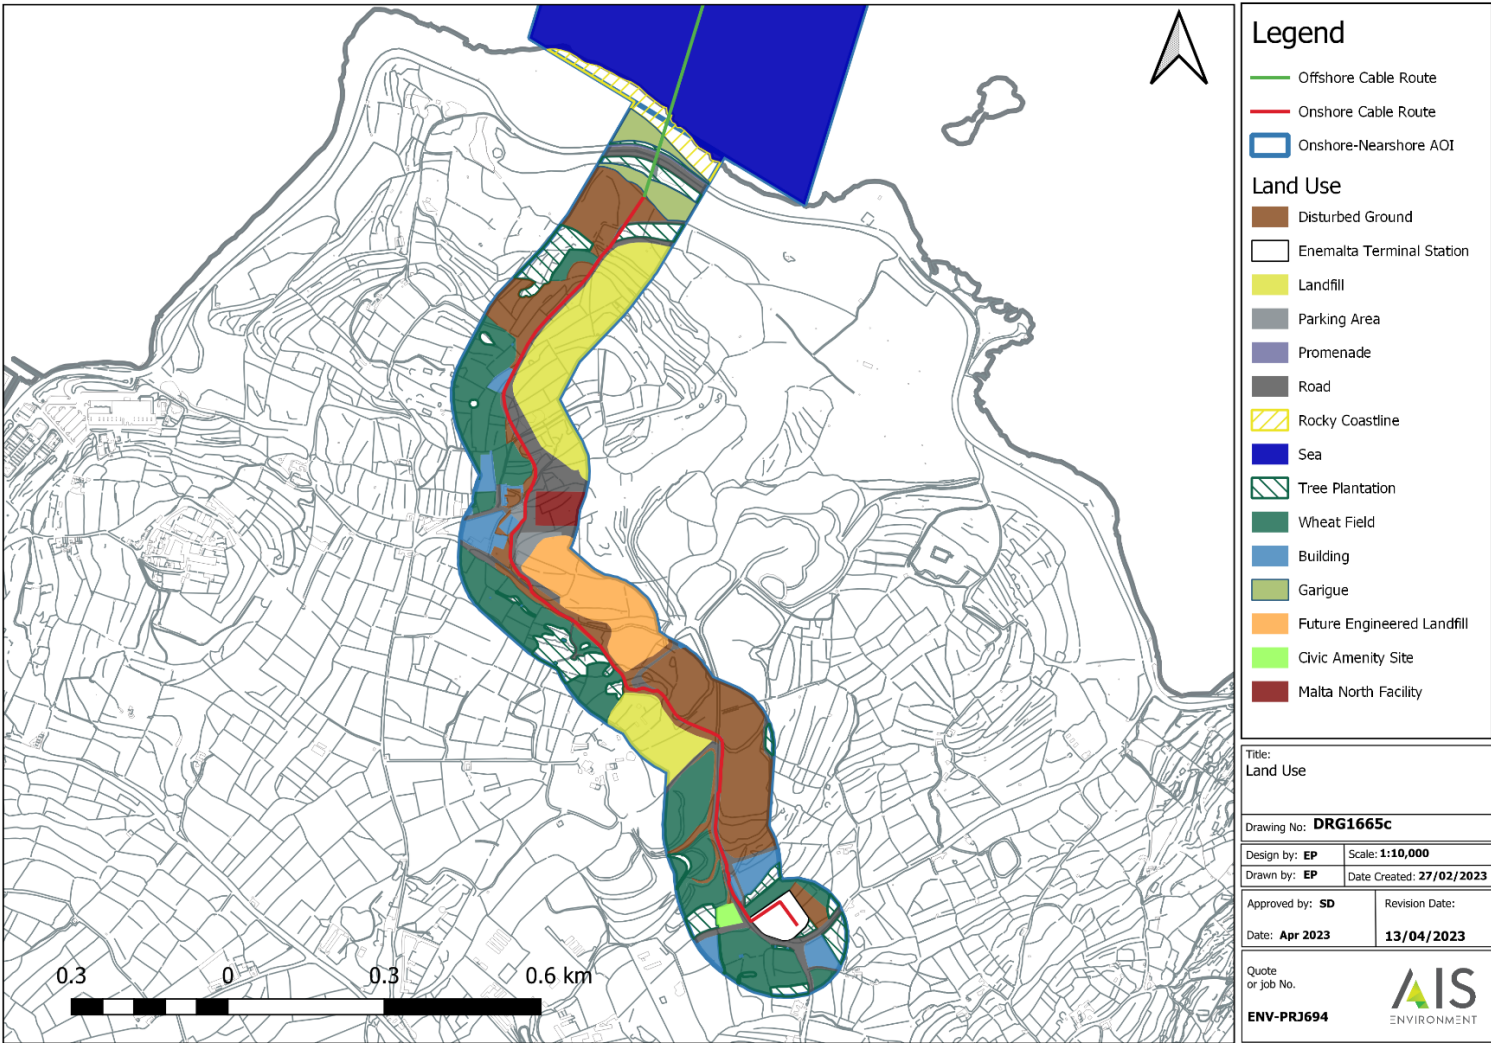 Legend
Offshore Cable Route
Onshore Cable Route
Onshore-Nearshore AOI
Land Use
Disturbed Ground
Enemalta Terminal Station
Landfill
Parking Area
Promenade
Road
Rocky Coastline
Sea
Tree Plantation
Wheat Field
Building
Garigue
Future Engineered Landfill
Civic Amenity Site
Malta North Facility
Title:
Land Use
Drawing No: DRG1665c
Design by: EP Scale: 1:10,000
Drawn by: EP Date Created: 27/02/2023
Approved by: SD Revision Date:
Date: Apr 2023 13/04/2023
Quote
or job No.
ENV-PRJ694
AIS
ENVIRONMENT
0.3 0 0.3 0.6 km